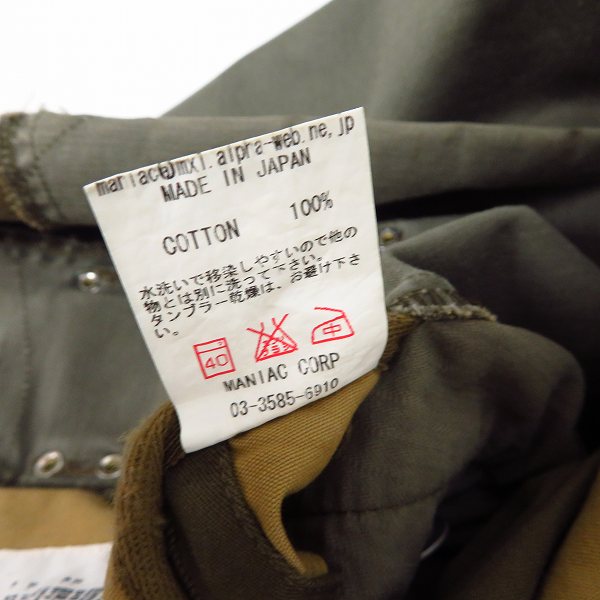 maniac@mx1.alpra-web.ne.jp
MADE IN JAPAN
COTTON 100%
水洗いで移染しやすいので他の
物とは別に洗って下さい。
タンブラー乾燥は、お避け下さ
い。
40 中
MANIAC CORP
03-3585-6910